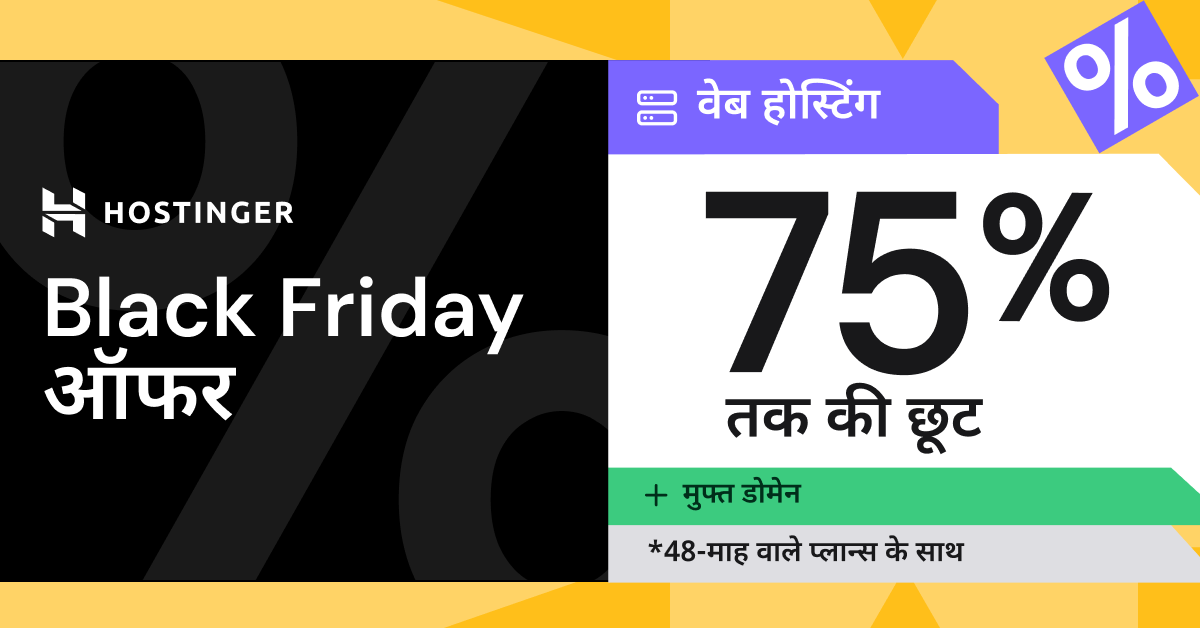 HOSTINGER
Black Friday
ऑफर
वेब होस्टिंग
75%
तक की छूट
+ मुफ्त डोमेन
*48-माह वाले प्लान्स के साथ
%